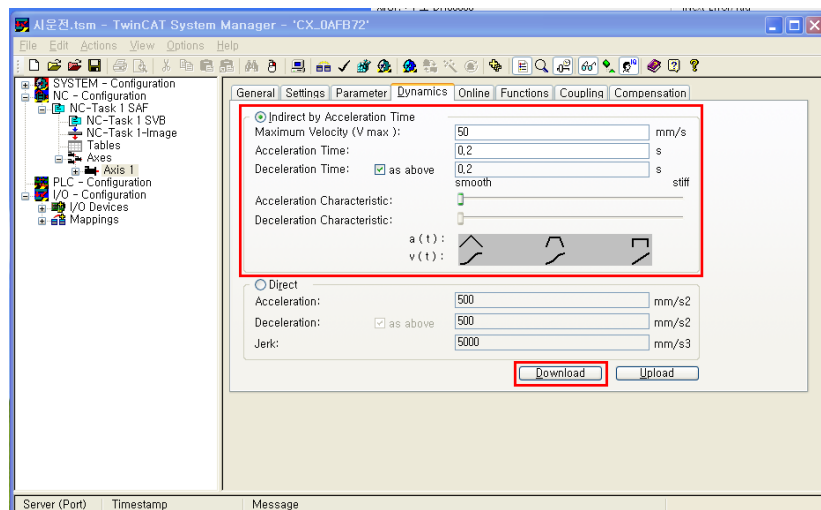 시운전.tsm - TwinCAT System Manager - 'CX_0AFB72'
File Edit Actions View Options Help
SYSTEM - Configuration
NC - Configuration
NC-Task 1 SAF
NC-Task 1 SVB
NC-Task 1-Image
Tables
Axes
Axis 1
PLC - Configuration
I/O - Configuration
I/O Devices
Mappings
General Settings Parameter Dynamics Online Functions Coupling Compensation
Indirect by Acceleration Time
Maximum Velocity (V max ): 50 mm/s
Acceleration Time: 0,2 s
Deceleration Time: as above 0,2 s
smooth stiff
Acceleration Characteristic:
Deceleration Characteristic:
a(t):
v(t):
Direct
Acceleration: 500 mm/s2
Deceleration: as above 500 mm/s2
Jerk: 5000 mm/s3
Download Upload
Server (Port) Timestamp Message